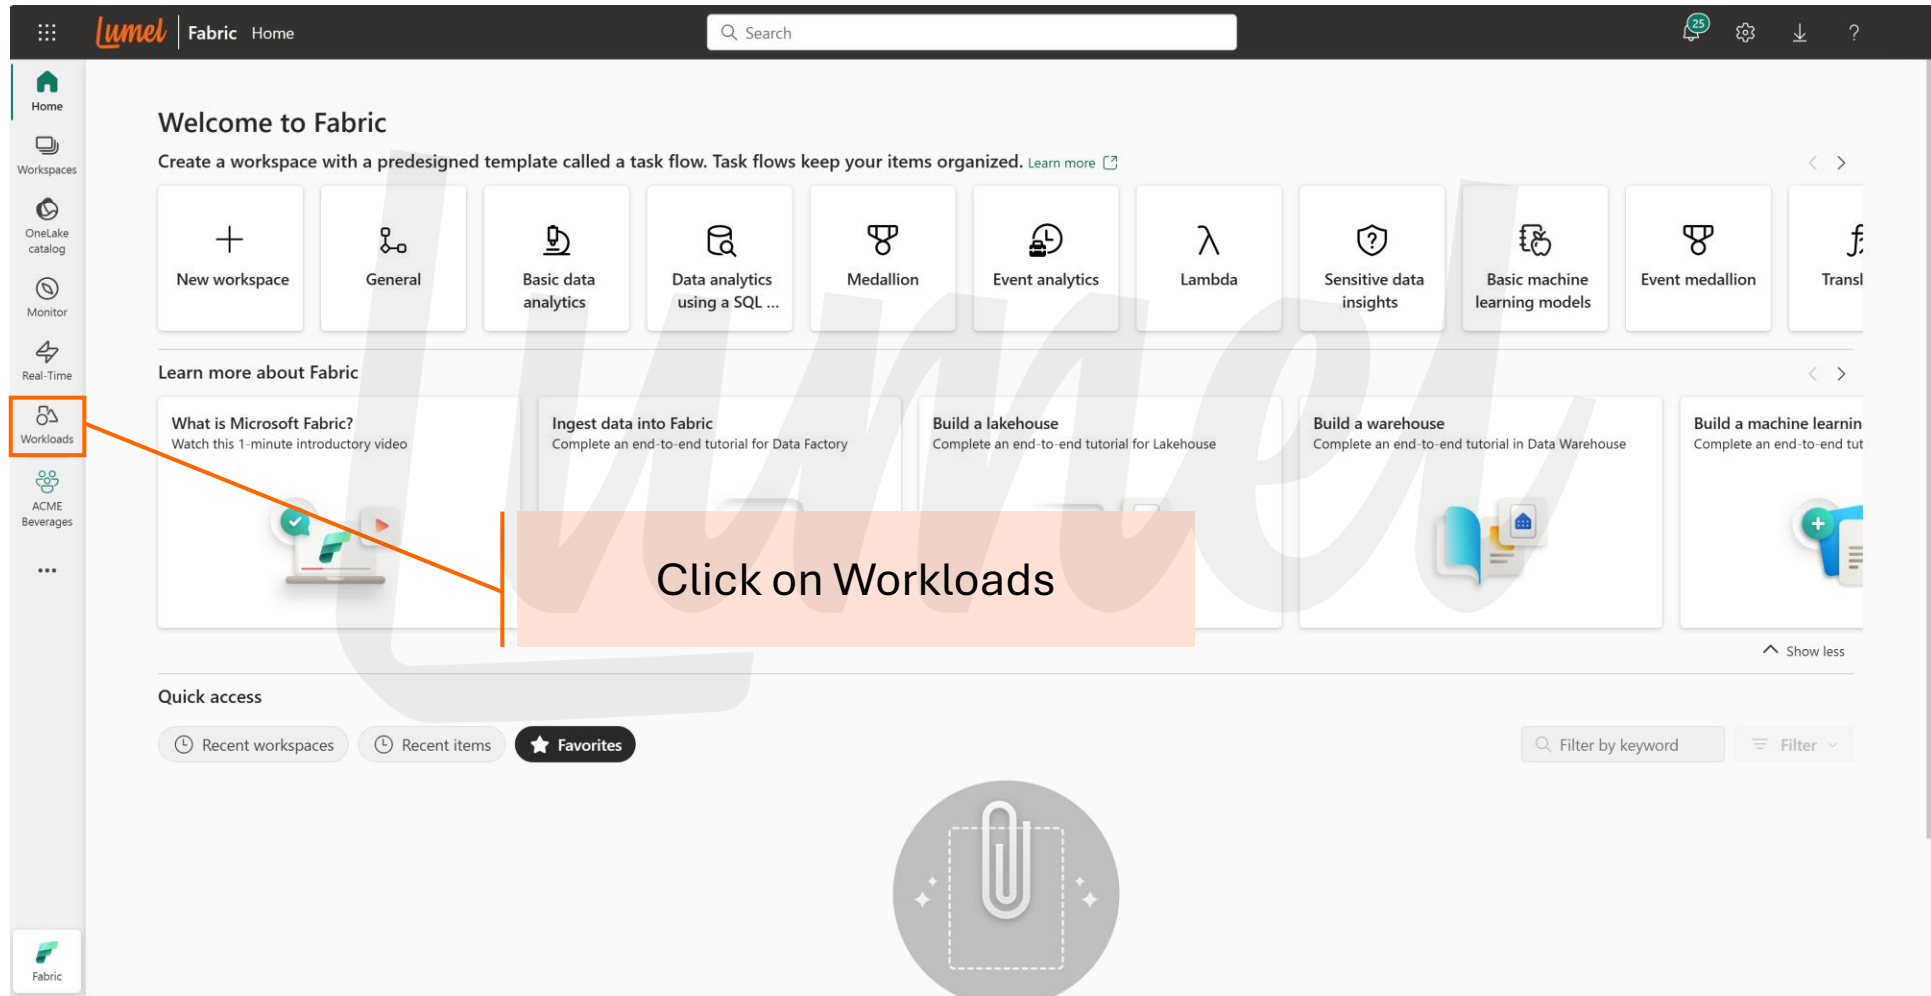 Lumel Fabric Home
Search
25
?
Home
Workspaces
OneLake
catalog
Monitor
Real-Time
Workloads
ACME
Beverages
Fabric
Welcome to Fabric
Create a workspace with a predesigned template called a task flow. Task flows keep your items organized. Learn more
New workspace
General
Basic data
analytics
Data analytics
using a SQL ...
Medallion
Event analytics
Lambda
Sensitive data
insights
Basic machine
learning models
Event medallion
Transl
Learn more about Fabric
What is Microsoft Fabric?
Watch this 1-minute introductory video
Ingest data into Fabric
Complete an end-to-end tutorial for Data Factory
Build a lakehouse
Complete an end-to-end tutorial for Lakehouse
Build a warehouse
Complete an end-to-end tutorial in Data Warehouse
Build a machine learnin
Complete an end-to-end tut
Click on Workloads
Lumel
Show less
Quick access
Recent workspaces
Recent items
Favorites
Filter by keyword
Filter